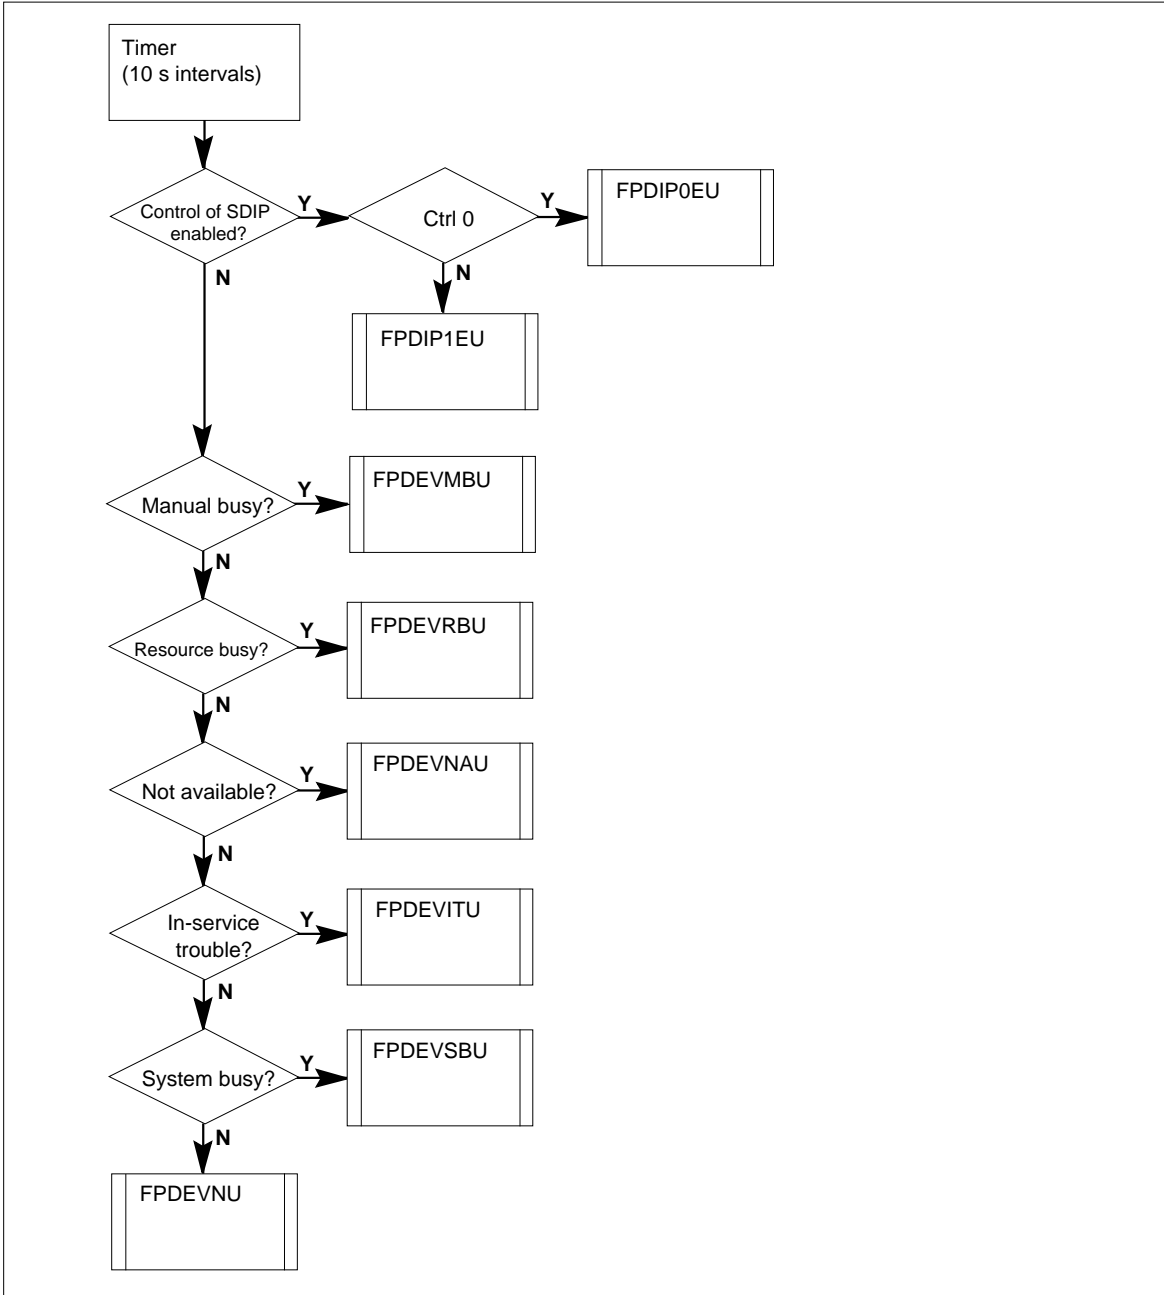 Timer
(10 s intervals)
Control of SDIP
enabled?
Y
Ctrl 0
Y
FPDIP0EU
N
N
FPDIP1EU
Manual busy?
Y
FPDEVMBU
N
Resource busy?
Y
FPDEVRBU
N
Not available?
Y
FPDEVNAU
N
In-service
trouble?
Y
FPDEVITU
N
System busy?
Y
FPDEVSBU
N
FPDEVNU